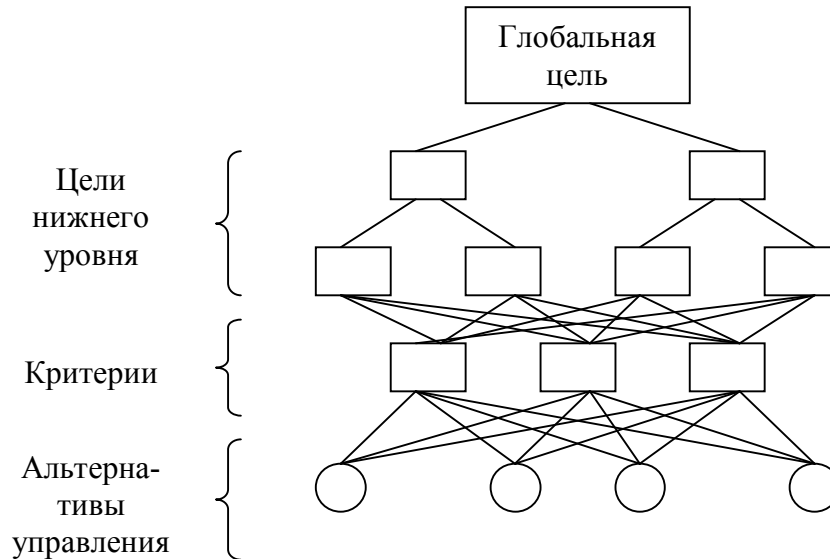 Глобальная
цель
Цели
нижнего
уровня
Критерии
Альтерна-
тивы
управления